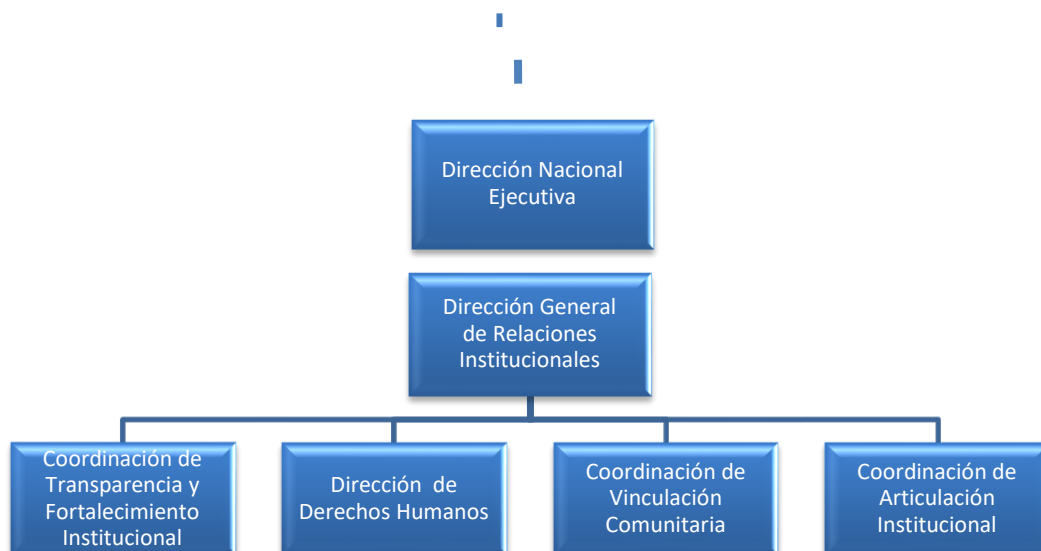 Dirección Nacional
Ejecutiva
Dirección General
de Relaciones
Institucionales
Coordinación de
Transparencia y
Fortalecimiento
Institucional
Dirección de
Derechos Humanos
Coordinación de
Vinculación
Comunitaria
Coordinación de
Articulación
Institucional